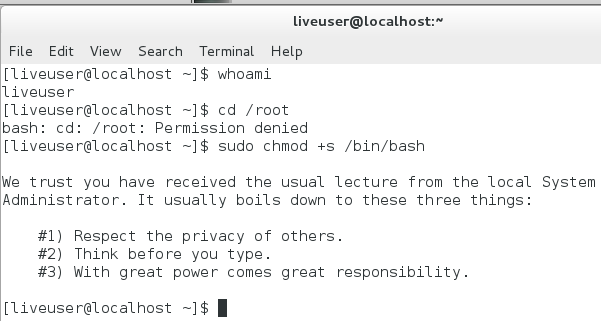 liveuser@localhost:~
File Edit View Search Terminal Help
[liveuser@localhost ~]$ whoami
liveuser
[liveuser@localhost ~]$ cd /root
bash: cd: /root: Permission denied
[liveuser@localhost ~]$ sudo chmod +s /bin/bash
We trust you have received the usual lecture from the local System
Administrator. It usually boils down to these three things:
#1) Respect the privacy of others.
#2) Think before you type.
#3) With great power comes great responsibility.
[liveuser@localhost ~]$